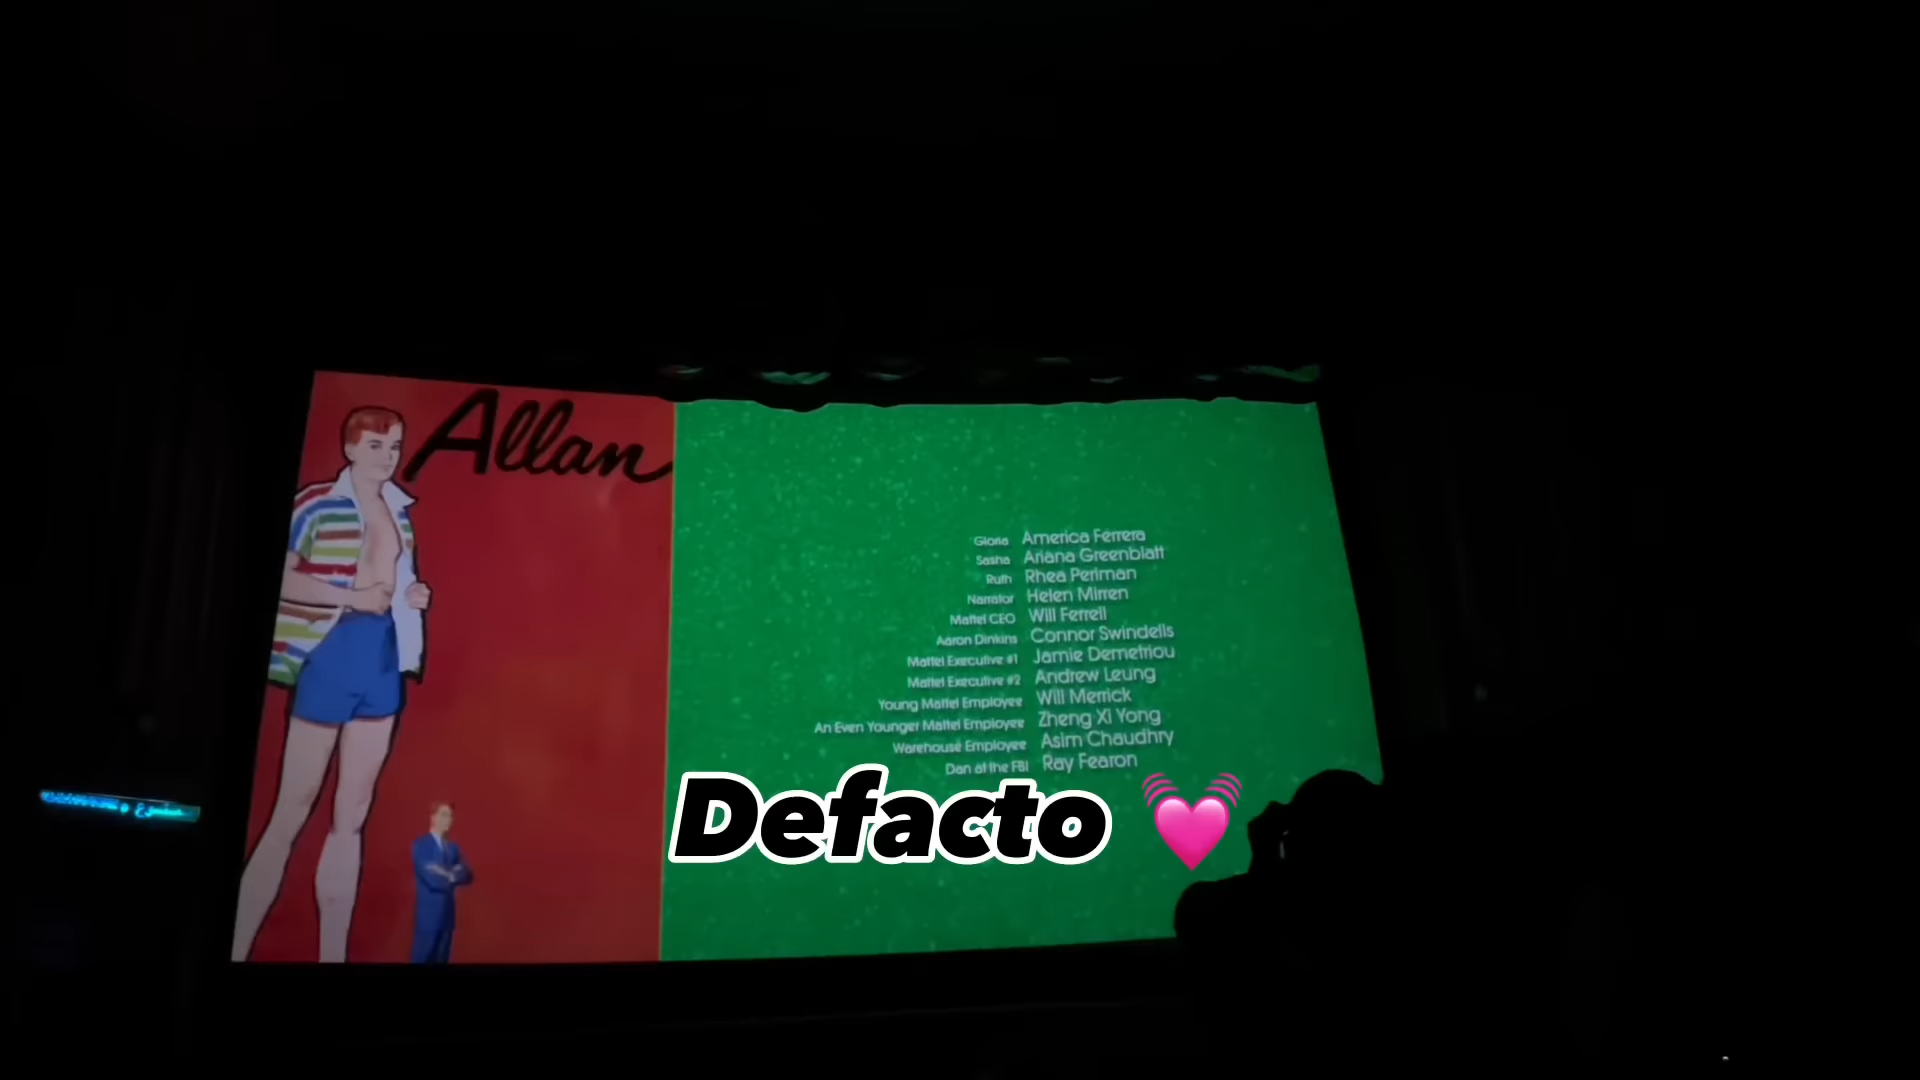 Allan
Gloria America Ferrera
Sasha Ariana Greenblatt
Ruth Rhea Perlman
Narrator Helen Mirren
Mattel CEO Will Ferrell
Aaron Dinkins Connor Swindells
Mattel Executive #1 Jamie Demetriou
Mattel Executive #2 Andrew Leung
Young Mattel Employee Will Merrick
An Even Younger Mattel Employee Zheng Xi Yong
Warehouse Employee Asim Chaudhry
Dan at the FBI Ray Fearon
Defacto 💓